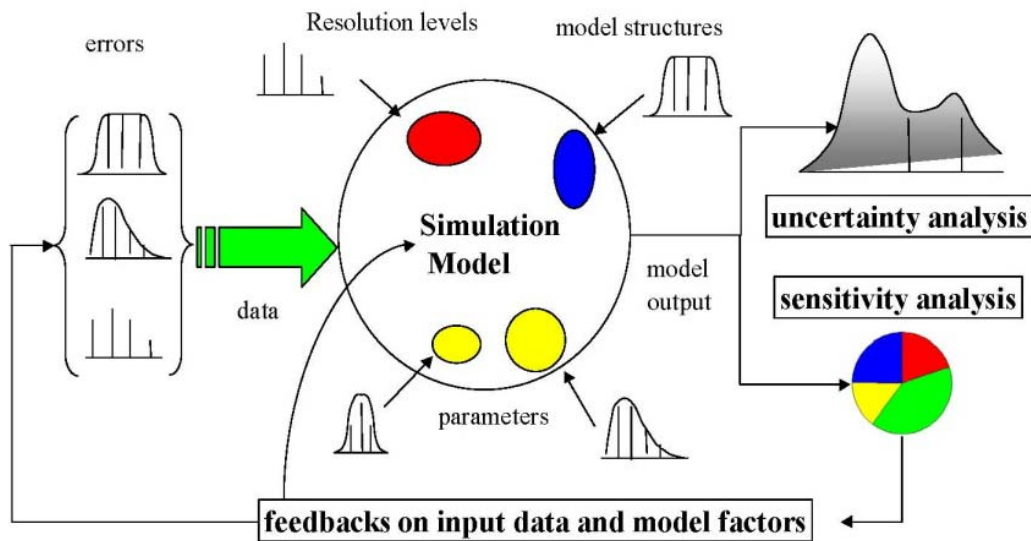 Resolution levels
model structures
errors
uncertainty analysis
Simulation
Model
model
output
sensitivity analysis
data
parameters
feedbacks on input data and model factors